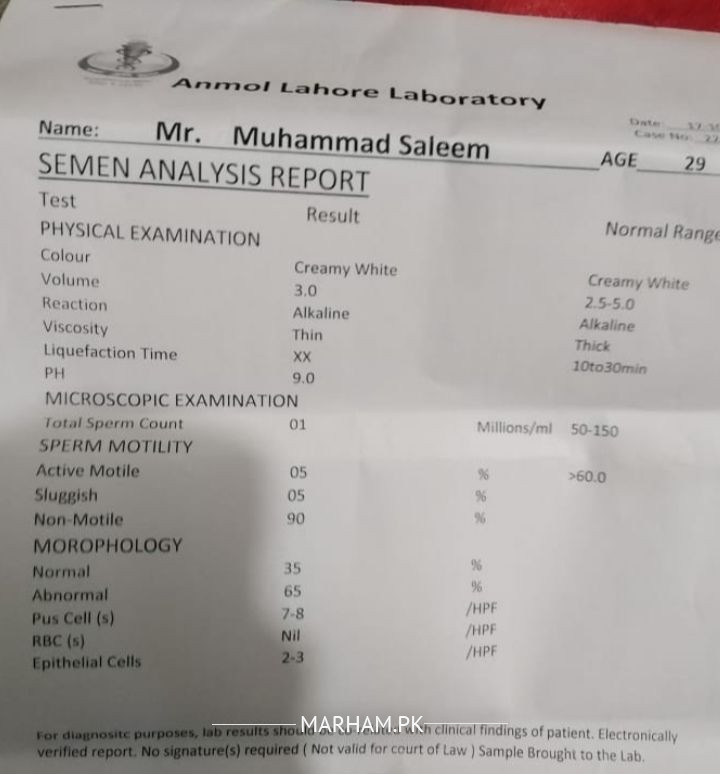 Anmol Lahore Laboratory
Date:
Case No:
Name: Mr. Muhammad Saleem AGE 29
SEMEN ANALYSIS REPORT
Test Result Normal Range
PHYSICAL EXAMINATION
Colour Creamy White Creamy White
Volume 3.0 2.5-5.0
Reaction Alkaline Alkaline
Viscosity Thin Thick
Liquefaction Time XX 10to30min
PH 9.0
MICROSCOPIC EXAMINATION
Total Sperm Count 01 Millions/ml 50-150
SPERM MOTILITY
Active Motile 05 % >60.0
Sluggish 05 %
Non-Motile 90 %
MOROPHOLOGY
Normal 35 %
Abnormal 65 %
Pus Cell (s) 7-8 /HPF
RBC (s) Nil /HPF
Epithelial Cells 2-3 /HPF
MARHAM.PK
For diagnositc purposes, lab results should clinical findings of patient. Electronically
verified report. No signature(s) required ( Not valid for court of Law ) Sample Brought to the Lab.